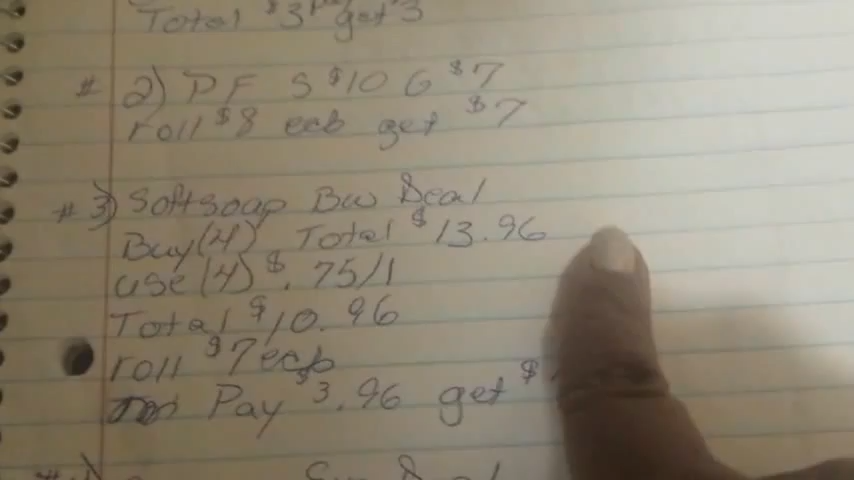 Total $3 get $3
# 2) PF S $10 G $7
roll $8 ecb get $7
# 3) Softsoap BW Deal
Buy (4) Total $13.96
use (4) $.75/1
Total $10.96
roll $7 ecb
Pay $3.96 get $
Deal